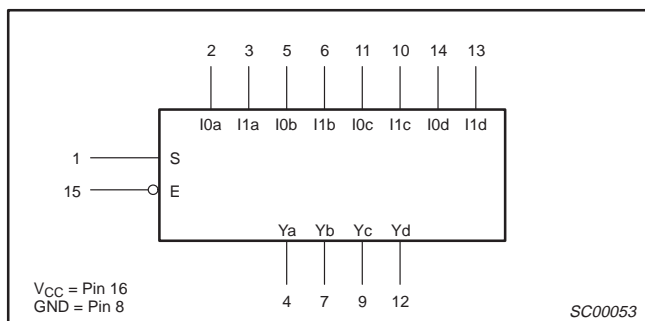 2 3 5 6 11 10 14 13
I0a I1a I0b I1b I0c I1c I0d I1d
1 S
15 E
Ya Yb Yc Yd
4 7 9 12
VCC = Pin 16
GND = Pin 8
SC00053